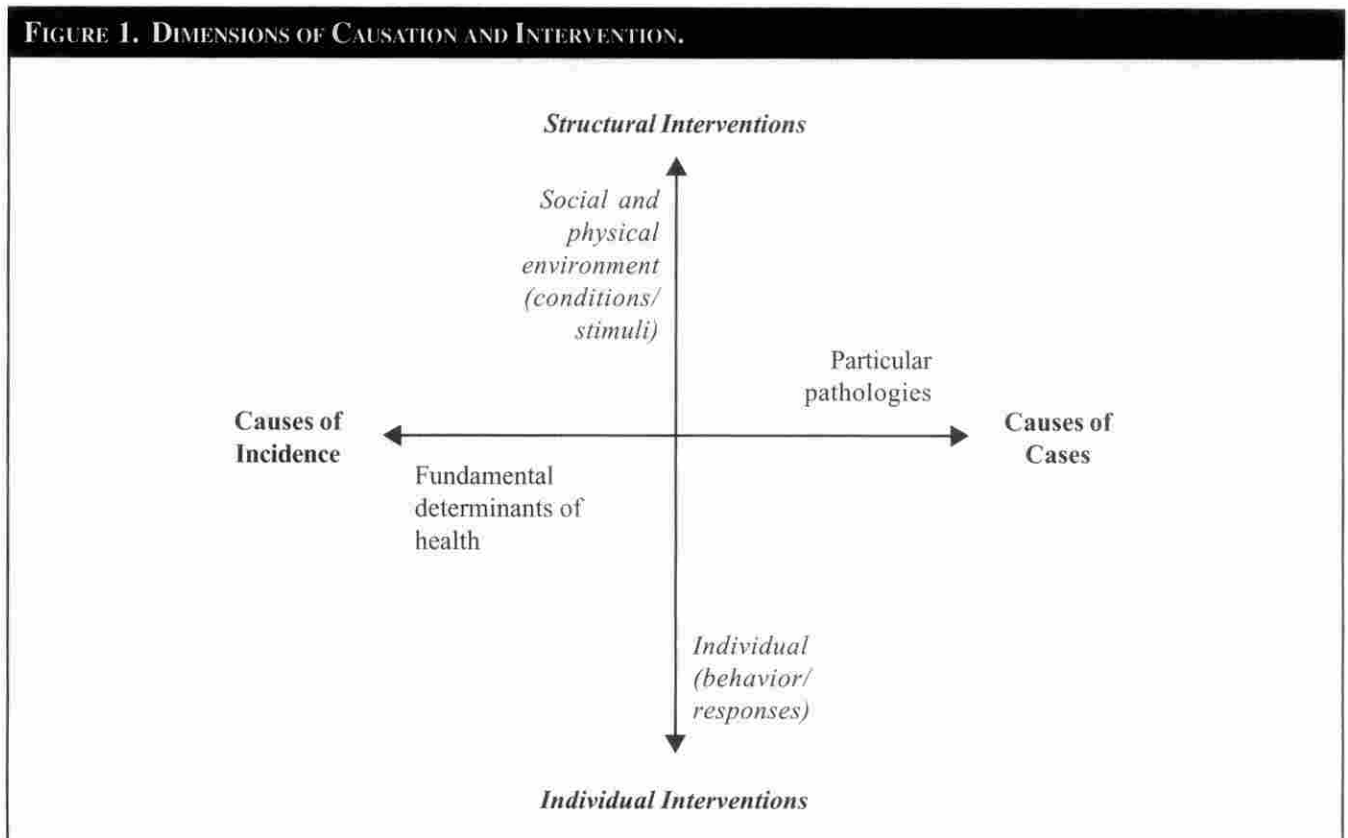 FIGURE 1. DIMENSIONS OF CAUSATION AND INTERVENTION.
Structural Interventions
Social and
physical
environment
(conditions/
stimuli)
Particular
pathologies
Causes of
Incidence
Causes of
Cases
Fundamental
determinants of
health
Individual
(behavior/
responses)
Individual Interventions